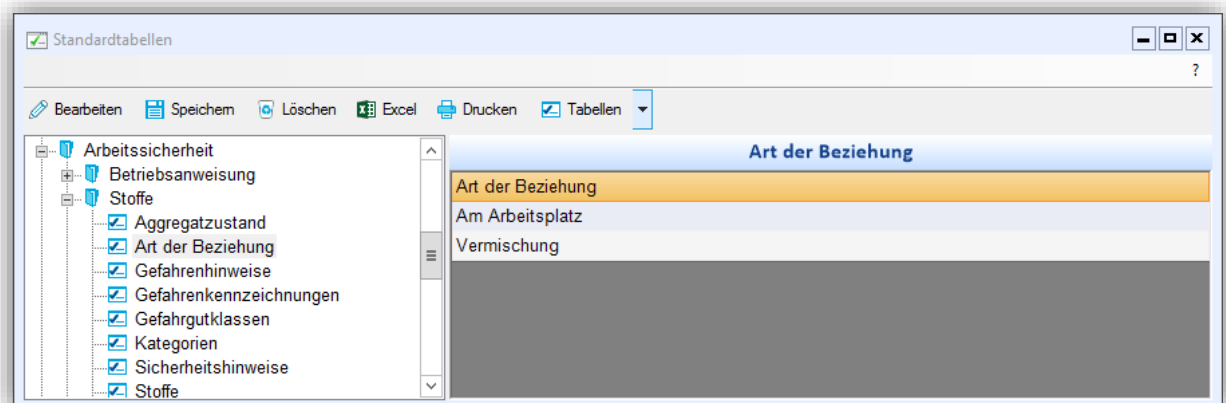 Standardtabellen
?
Bearbeiten Speichern Löschen Excel Drucken Tabellen
Arbeitssicherheit
Betriebsanweisung
Stoffe
Aggregatzustand
Art der Beziehung
Gefahrenhinweise
Gefahrenkennzeichnungen
Gefahrgutklassen
Kategorien
Sicherheitshinweise
Stoffe
Art der Beziehung
Art der Beziehung
Am Arbeitsplatz
Vermischung